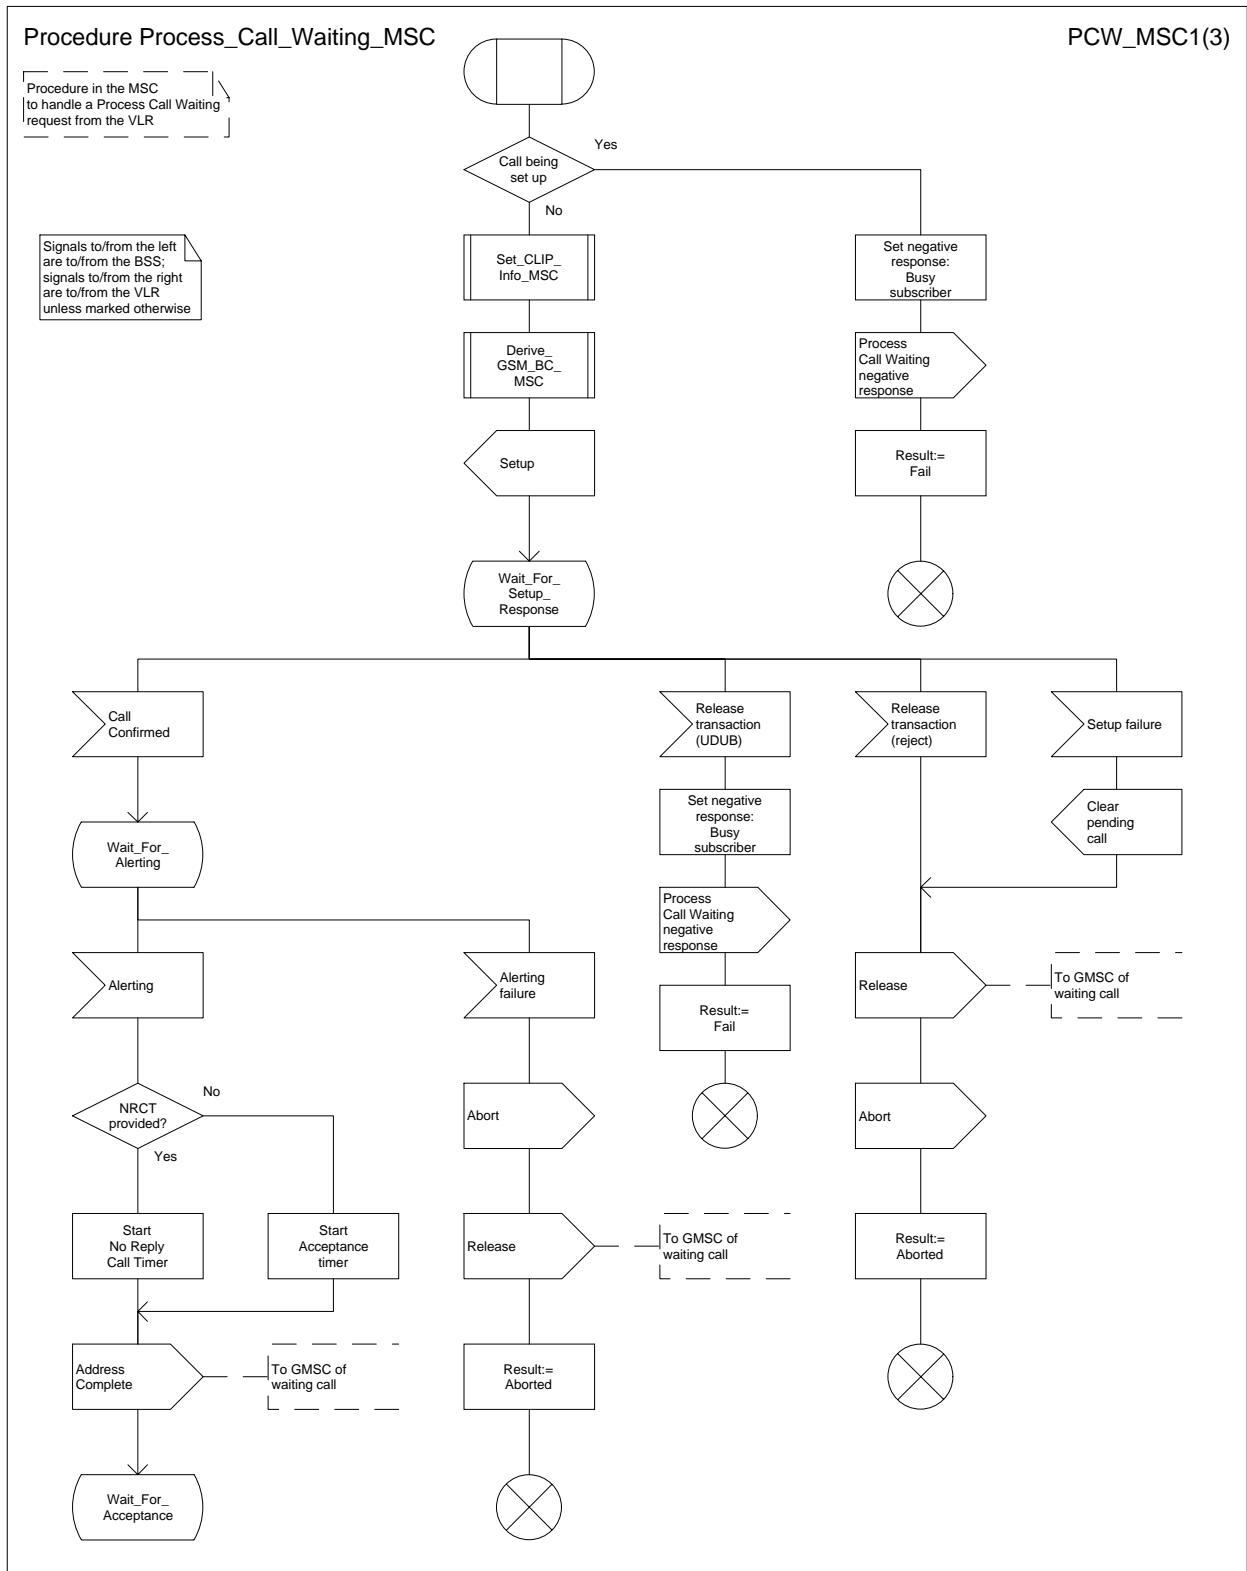 Procedure Process_Call_Waiting_MSC
PCW_MSC1(3)
Procedure in the MSC
to handle a Process Call Waiting
request from the VLR
Signals to/from the left
are to/from the BSS;
signals to/from the right
are to/from the VLR
unless marked otherwise
Call being
set up
Yes
No
Set_CLIP_
Info_MSC
Derive_
GSM_BC_
MSC
Setup
Wait_For_
Setup_
Response
Set negative
response:
Busy
subscriber
Process
Call Waiting
negative
response
Result:=
Fail
Call
Confirmed
Wait_For_
Alerting
Alerting
NRCT
provided?
No
Yes
Start
No Reply
Call Timer
Start
Acceptance
timer
Address
Complete
To GMSC of
waiting call
Wait_For_
Acceptance
Alerting
failure
Abort
Release
To GMSC of
waiting call
Result:=
Aborted
Release
transaction
(UDUB)
Set negative
response:
Busy
subscriber
Process
Call Waiting
negative
response
Result:=
Fail
Release
transaction
(reject)
Setup failure
Clear
pending
call
Release
To GMSC of
waiting call
Abort
Result:=
Aborted